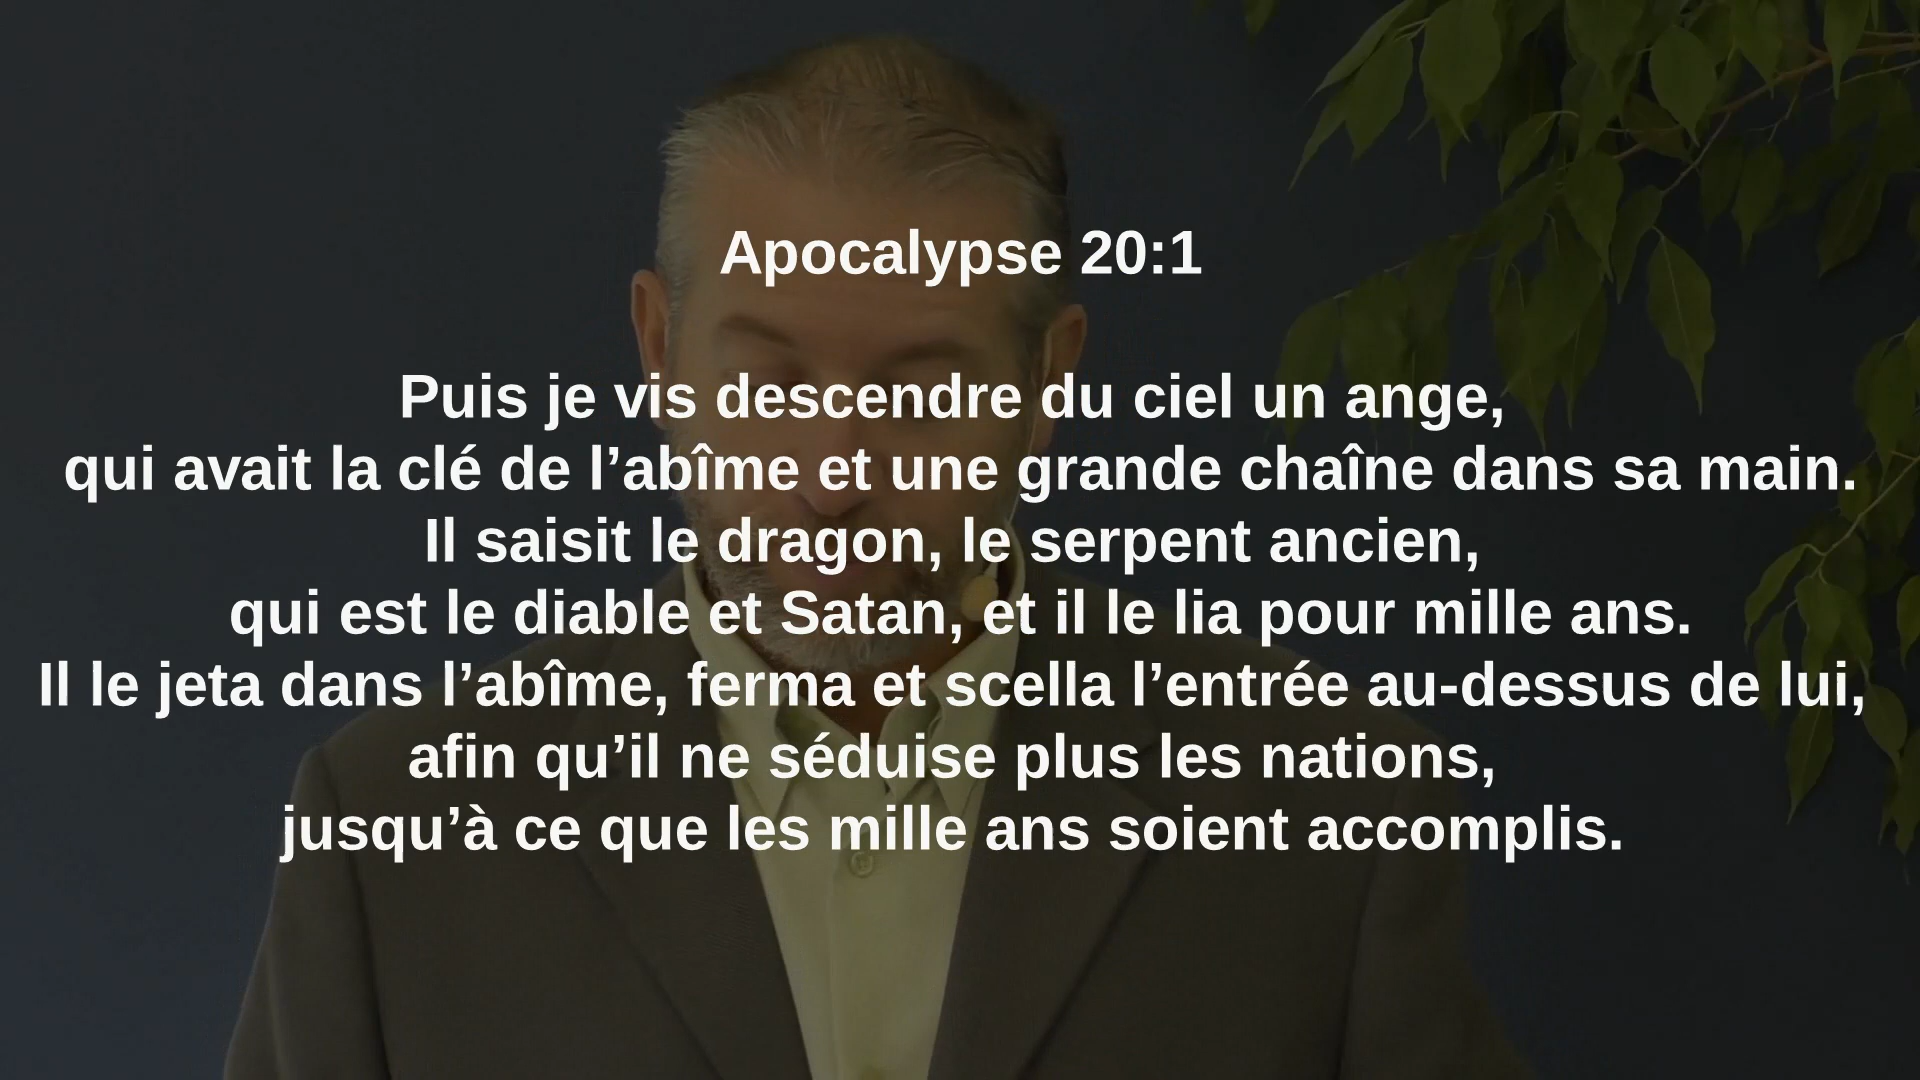 Apocalypse 20:1
Puis je vis descendre du ciel un ange,
qui avait la clé de l’abîme et une grande chaîne dans sa main.
Il saisit le dragon, le serpent ancien,
qui est le diable et Satan, et il le lia pour mille ans.
Il le jeta dans l’abîme, ferma et scella l’entrée au-dessus de lui,
afin qu’il ne séduise plus les nations,
jusqu’à ce que les mille ans soient accomplis.